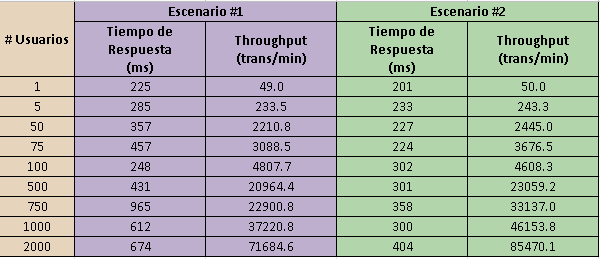 # Usuarios Escenario #1 Escenario #2
Tiempo de Respuesta (ms) Throughput (trans/min) Tiempo de Respuesta (ms) Throughput (trans/min)
1 225 49.0 201 50.0
5 285 233.5 233 243.3
50 357 2210.8 227 2445.0
75 457 3088.5 224 3676.5
100 248 4807.7 302 4608.3
500 431 20964.4 301 23059.2
750 965 22900.8 358 33137.0
1000 612 37220.8 300 46153.8
2000 674 71684.6 404 85470.1